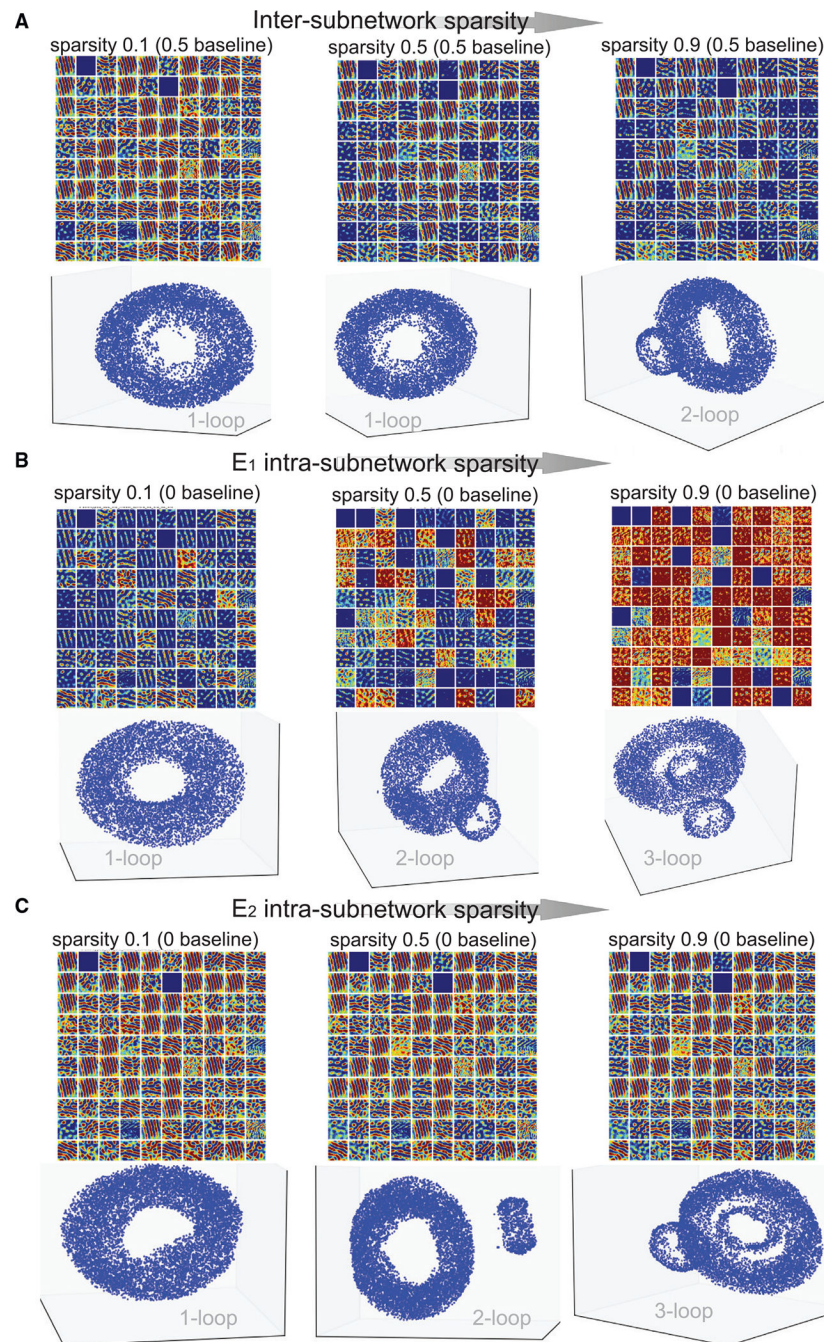 A
Inter-subnetwork sparsity
sparsity 0.1 (0.5 baseline)
sparsity 0.5 (0.5 baseline)
sparsity 0.9 (0.5 baseline)
1-loop
1-loop
2-loop
B
E1 intra-subnetwork sparsity
sparsity 0.1 (0 baseline)
sparsity 0.5 (0 baseline)
sparsity 0.9 (0 baseline)
1-loop
2-loop
3-loop
C
E2 intra-subnetwork sparsity
sparsity 0.1 (0 baseline)
sparsity 0.5 (0 baseline)
sparsity 0.9 (0 baseline)
1-loop
2-loop
3-loop